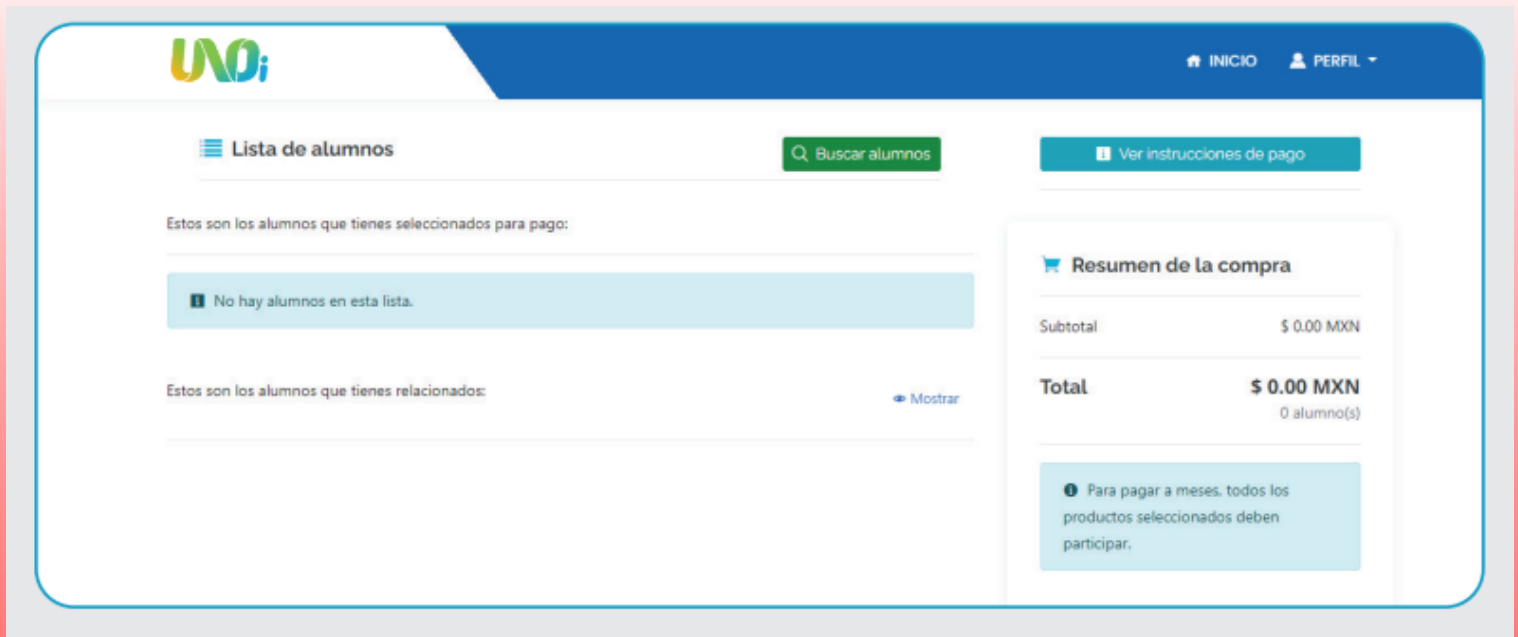 UNOi
INICIO
PERFIL
Lista de alumnos
Buscar alumnos
Ver instrucciones de pago
Estos son los alumnos que tienes seleccionados para pago:
No hay alumnos en esta lista.
Estos son los alumnos que tienes relacionados:
Mostrar
Resumen de la compra
Subtotal $ 0.00 MXN
Total $ 0.00 MXN
0 alumno(s)
Para pagar a meses, todos los
productos seleccionados deben
participar.